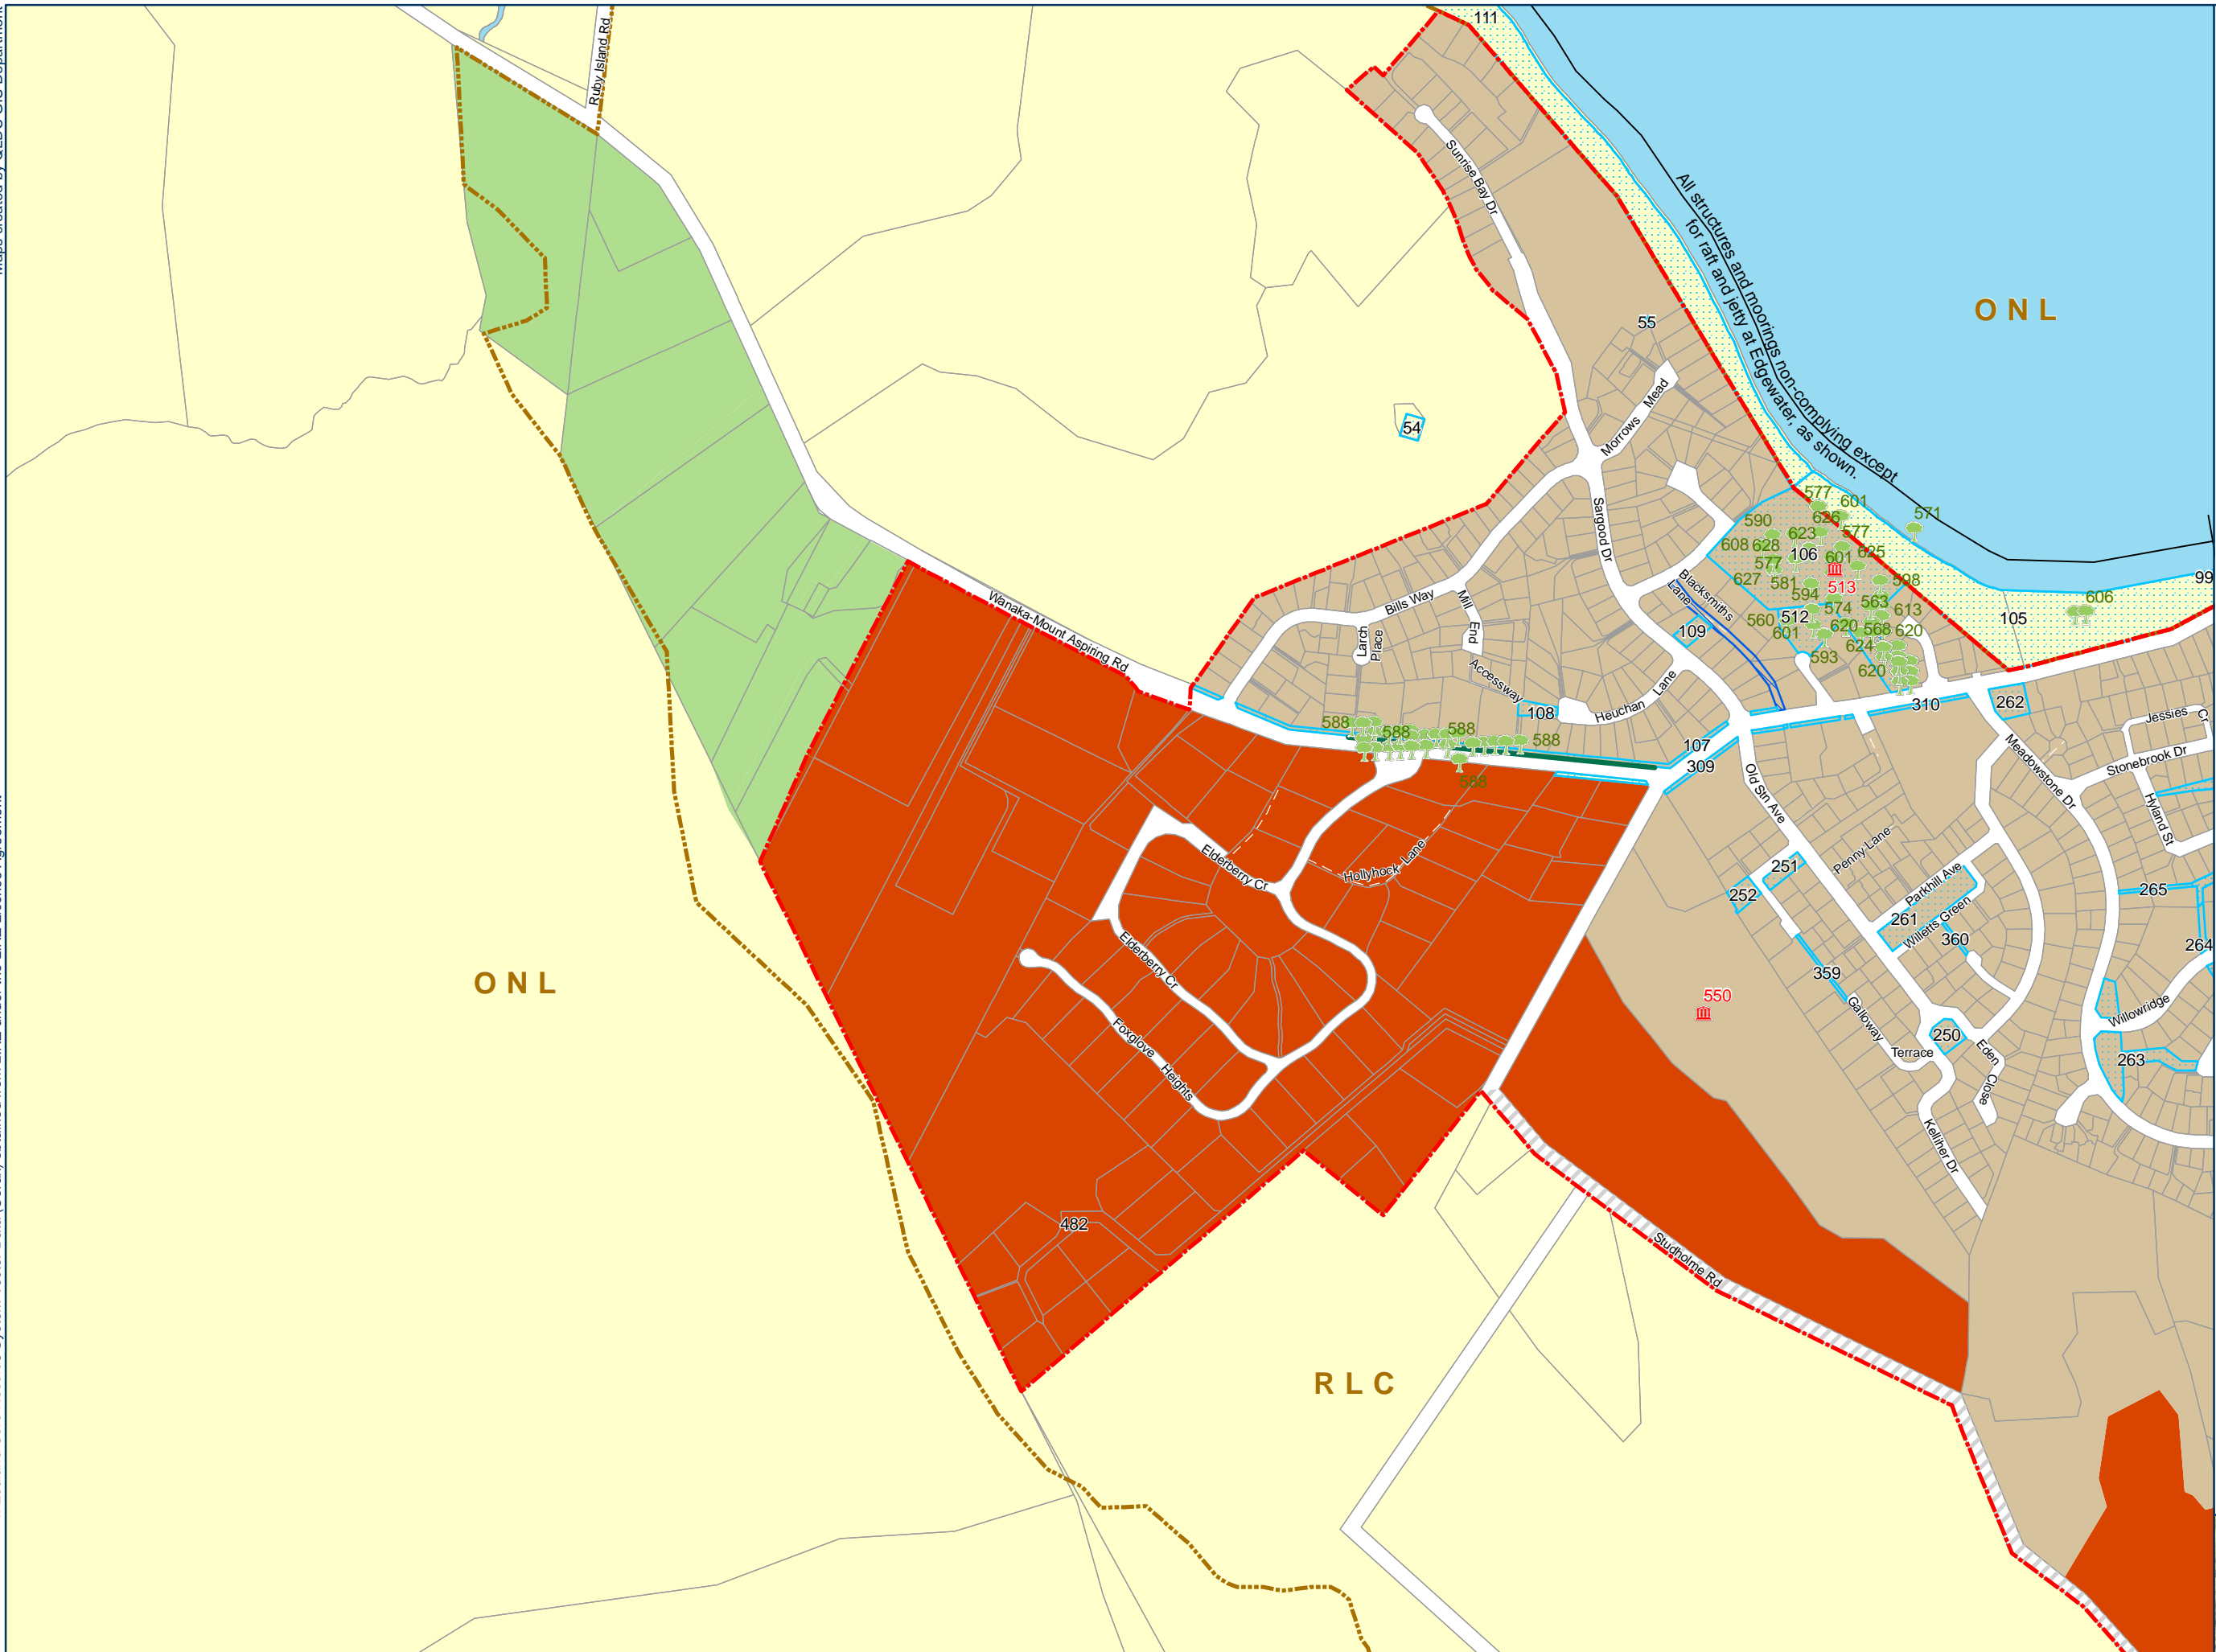 111
Ruby Island Rd
Sunrise Bay Dr
All structures and moorings non-complying except
for raft and jetty at Edgewater, as shown.
ONL
55
Morrows Mead
54
Sargood Dr
577
601
571
590
626
623
577
608
628
106
601
625
577
627
581
513
598
594
574
563
613
606
99
560
512
105
601
620
568
620
593
624
620
Blacksmiths
Lane
109
Wanaka-Mount Aspiring Rd
Bills Way
Mill End
Larch
Place
Accessway
108
Heuchan Lane
310
262
Jessies Cr
588
588
588
588
588
107
309
Meadowstone Dr
Stonebrook Dr
Old Stn Ave
Hyland St
Penny Lane
Elderberry Cr
Hollyhock Lane
251
252
Parkhill Ave
265
261
Willetts Green
360
264
Elderberry Cr
359
ONL
550
Galloway
Terrace
Willowridge
250
Eden
Close
263
Foxglove
Heights
Kelliher Dr
482
Studholme Rd
RLC